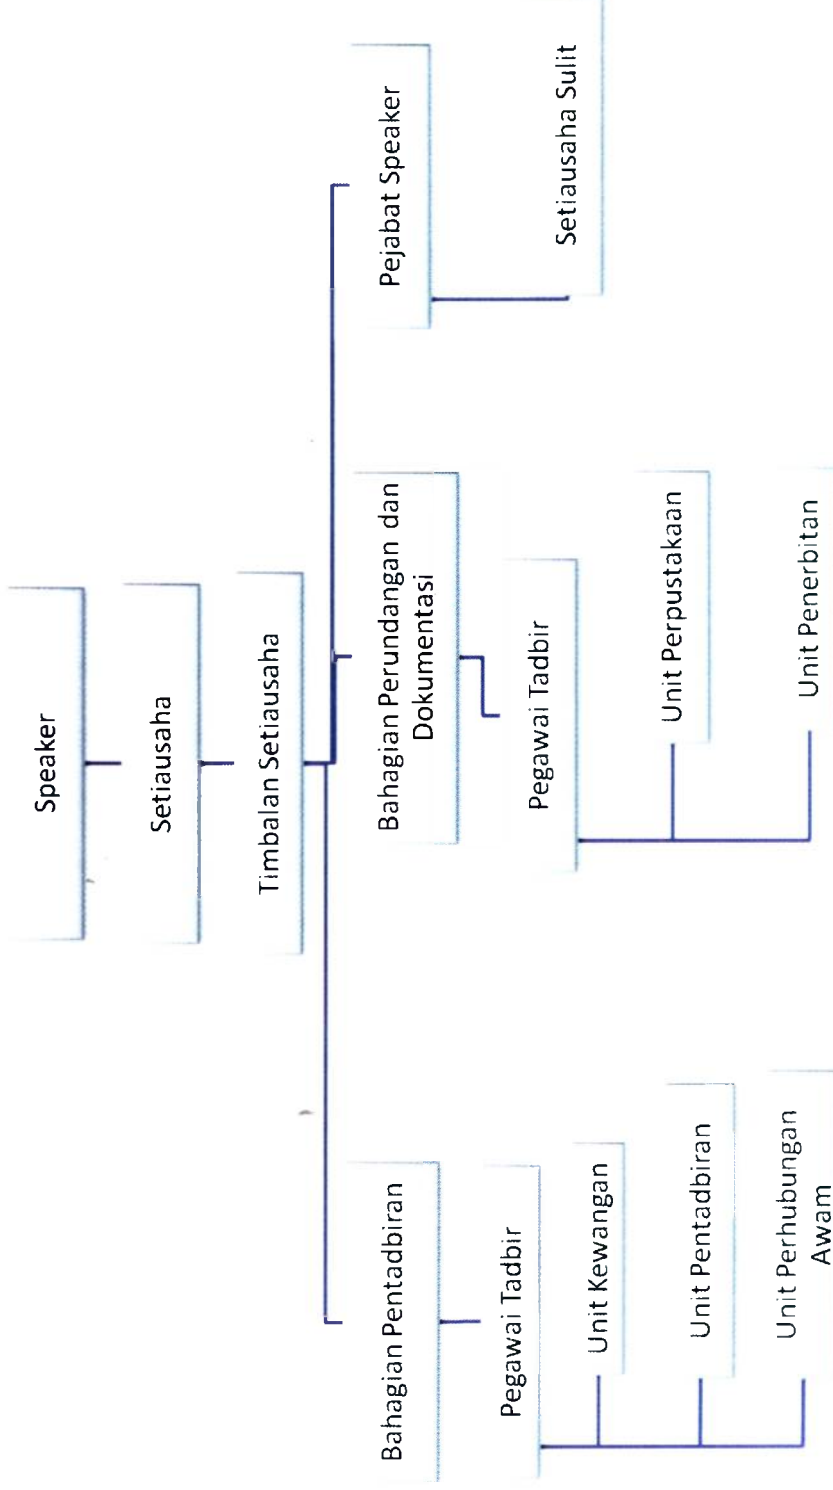 Speaker
Setiausaha
Timbalan Setiausaha
Bahagian Pentadbiran
Pegawai Tadbir
Unit Kewangan
Unit Pentadbiran
Unit Perhubungan
Awam
Bahagian Perundangan dan
Dokumentasi
Pegawai Tadbir
Unit Perpustakaan
Unit Penerbitan
Pejabat Speaker
Setiausaha Sulit